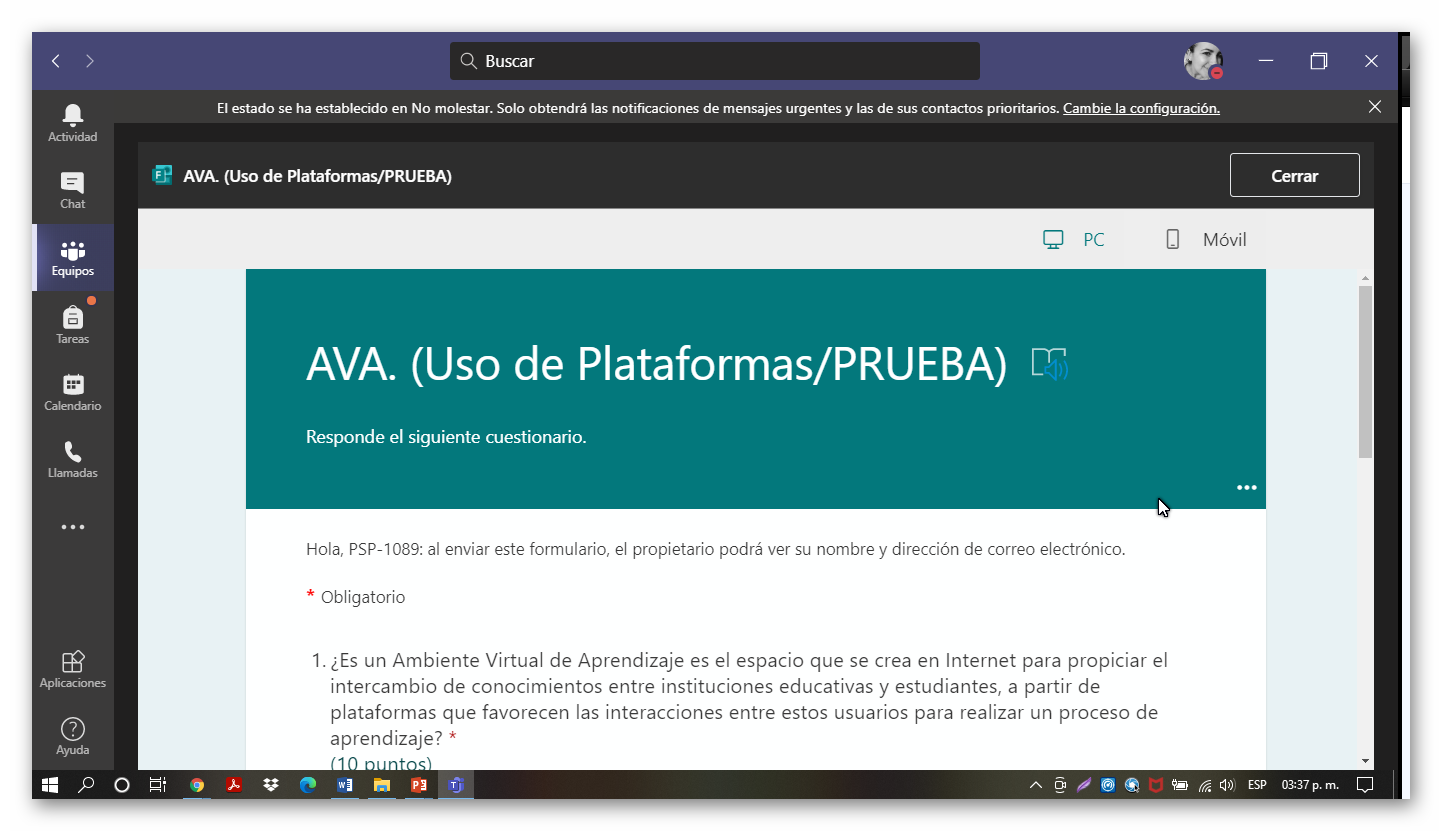 Buscar
El estado se ha establecido en No molestar. Solo obtendrá las notificaciones de mensajes urgentes y las de sus contactos prioritarios. Cambie la configuración.
Actividad
Chat
Equipos
Tareas
Calendario
Llamadas
Aplicaciones
Ayuda
AVA. (Uso de Plataformas/PRUEBA)
Cerrar
PC
Móvil
AVA. (Uso de Plataformas/PRUEBA)
Responde el siguiente cuestionario.
Hola, PSP-1089: al enviar este formulario, el propietario podrá ver su nombre y dirección de correo electrónico.
* Obligatorio
1. ¿Es un Ambiente Virtual de Aprendizaje es el espacio que se crea en Internet para propiciar el
intercambio de conocimientos entre instituciones educativas y estudiantes, a partir de
plataformas que favorecen las interacciones entre estos usuarios para realizar un proceso de
aprendizaje? *
(10 puntos)
ESP
03:37 p. m.